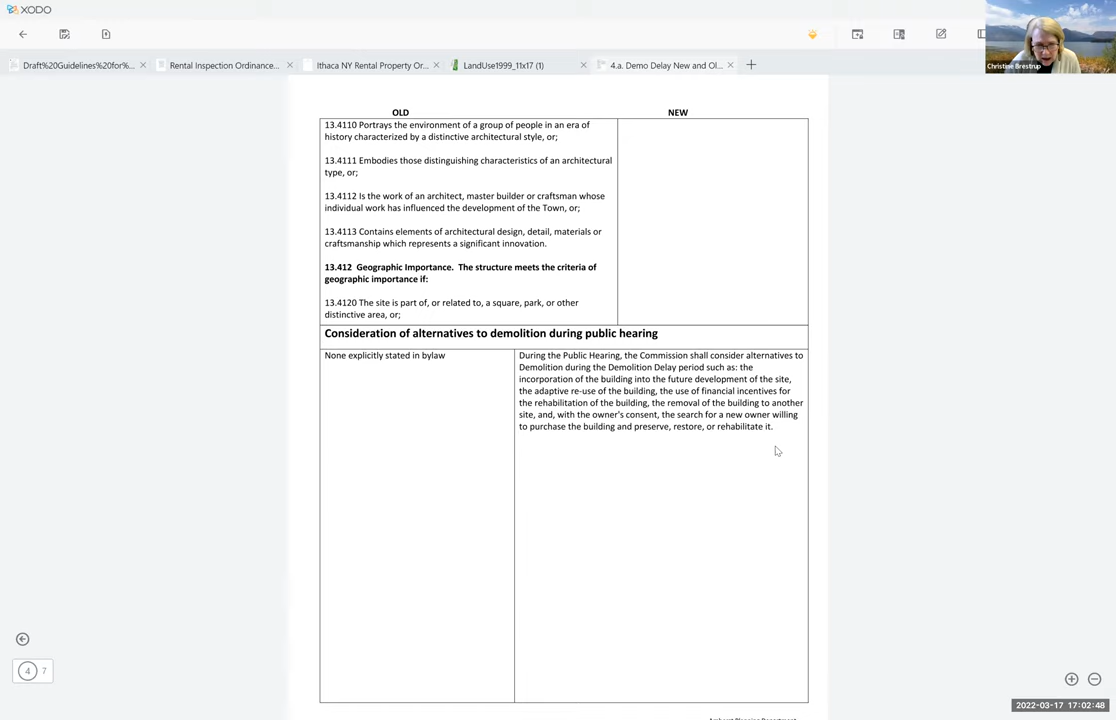 XODO
Draft%20Guidelines%20for%...
Rental Inspection Ordinance...
Ithaca NY Rental Property Or...
LandUse1999_11x17 (1)
4.a. Demo Delay New and Ol...
Christine Brestrup
OLD
NEW
13.4110 Portrays the environment of a group of people in an era of
history characterized by a distinctive architectural style, or;
13.4111 Embodies those distinguishing characteristics of an architectural
type, or;
13.4112 Is the work of an architect, master builder or craftsman whose
individual work has influenced the development of the Town, or;
13.4113 Contains elements of architectural design, detail, materials or
craftsmanship which represents a significant innovation.
13.412 Geographic Importance. The structure meets the criteria of
geographic importance if:
13.4120 The site is part of, or related to, a square, park, or other
distinctive area, or;
Consideration of alternatives to demolition during public hearing
None explicitly stated in bylaw
During the Public Hearing, the Commission shall consider alternatives to
Demolition during the Demolition Delay period such as: the
incorporation of the building into the future development of the site,
the adaptive re-use of the building, the use of financial incentives for
the rehabilitation of the building, the removal of the building to another
site, and, with the owner's consent, the search for a new owner willing
to purchase the building and preserve, restore, or rehabilitate it.
4 7
2022-03-17 17:02:48
Amherst Planning Department